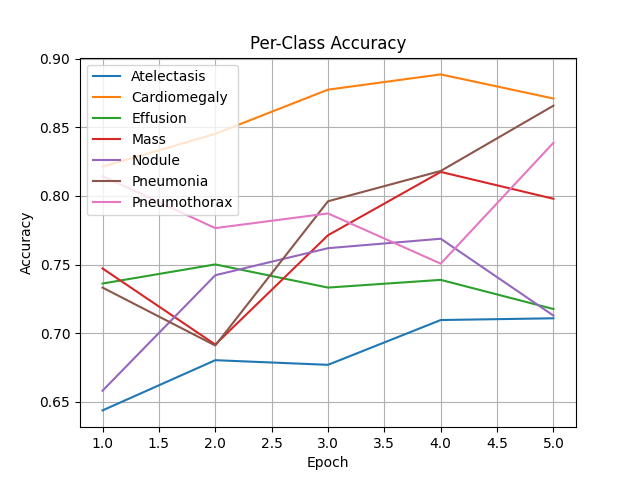 Per-Class Accuracy
Atelectasis
Cardiomegaly
Effusion
Mass
Nodule
Pneumonia
Pneumothorax
Accuracy
0.90
0.85
0.80
0.75
0.70
0.65
1.0 1.5 2.0 2.5 3.0 3.5 4.0 4.5 5.0
Epoch